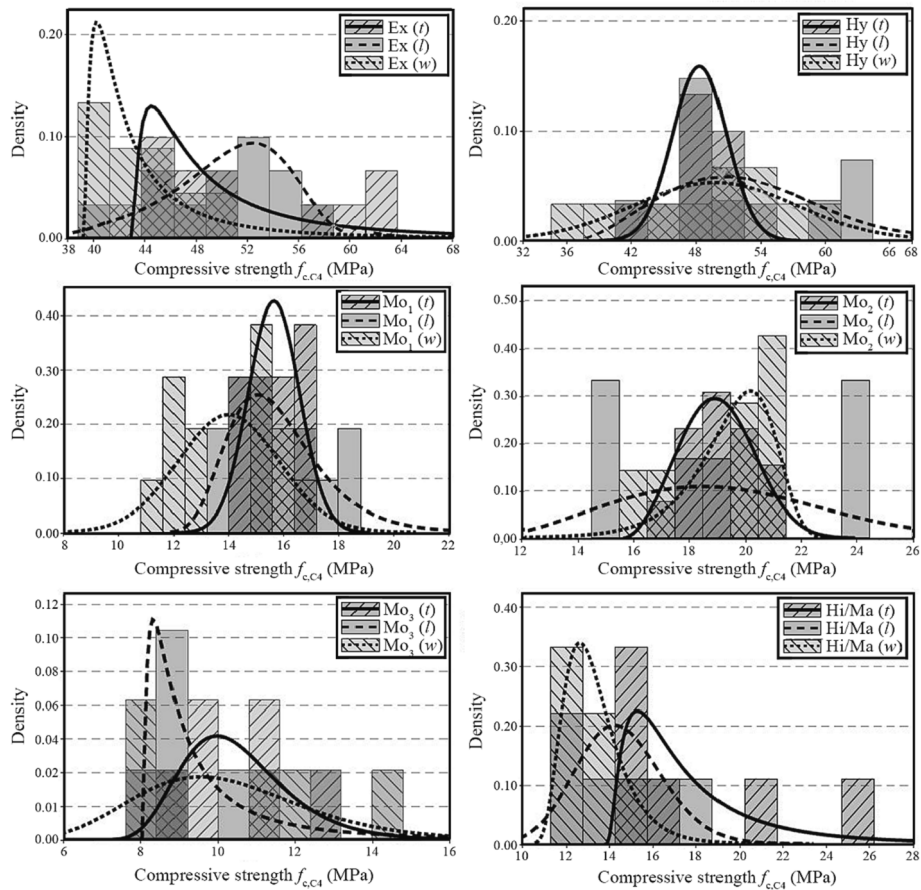 Ex (t)
Ex (l)
Ex (w)
0.20
0.10
0.00
Density
38 40 44 48 52 56 60 64 68
Compressive strength fc,C4 (MPa)
Hy (t)
Hy (l)
Hy (w)
0.20
0.10
0.00
Density
32 36 42 48 54 60 66 68
Compressive strength fc,C4 (MPa)
Mo1 (t)
Mo1 (l)
Mo1 (w)
0.40
0.30
0.20
0.10
0.00
Density
8 10 12 14 16 18 20 22
Compressive strength fc,C4 (MPa)
Mo2 (t)
Mo2 (l)
Mo2 (w)
0.50
0.40
0.30
0.20
0.10
0.00
Density
12 14 16 18 20 22 24 26
Compressive strength fc,C4 (MPa)
Mo3 (t)
Mo3 (l)
Mo3 (w)
0.12
0.10
0.08
0.06
0.04
0.02
0.01
0.00
Density
6 8 10 12 14 16
Compressive strength fc,C4 (MPa)
Hi/Ma (t)
Hi/Ma (l)
Hi/Ma (w)
0.40
0.30
0.20
0.10
0.00
Density
10 12 14 16 20 22 24 26 28
Compressive strength fc,C4 (MPa)